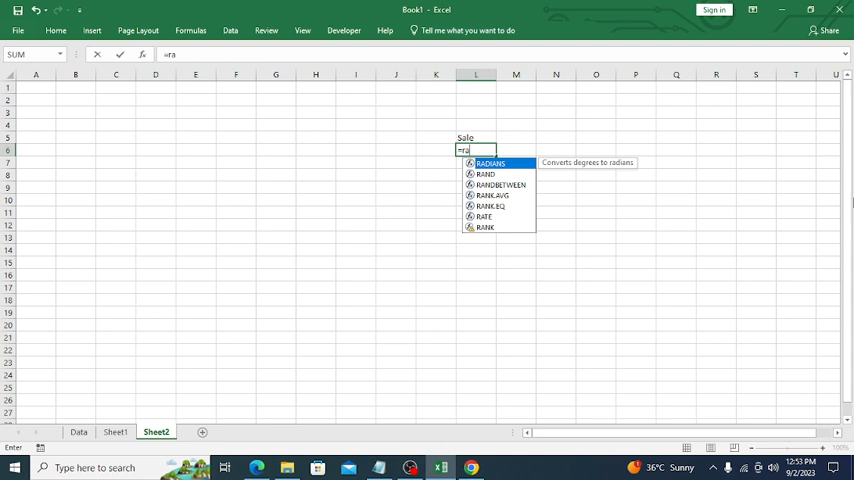 Book1 - Excel
Sign in
File Home Insert Page Layout Formulas Data Review View Developer Help Tell me what you want to do Share
SUM =ra
A B C D E F G H I J K L M N O P Q R S T U
1
2
3
4
5 Sale
6 =ra
7 RADIANS Converts degrees to radians
8 RAND
9 RANDBETWEEN
10 RANK.AVG
11 RANK.EQ
12 RATE
RANK
13
14
15
16
17
18
19
20
21
22
23
24
25
26
27
Data Sheet1 Sheet2
Enter 100%
Type here to search 36°C Sunny 12:53 PM
9/2/2023